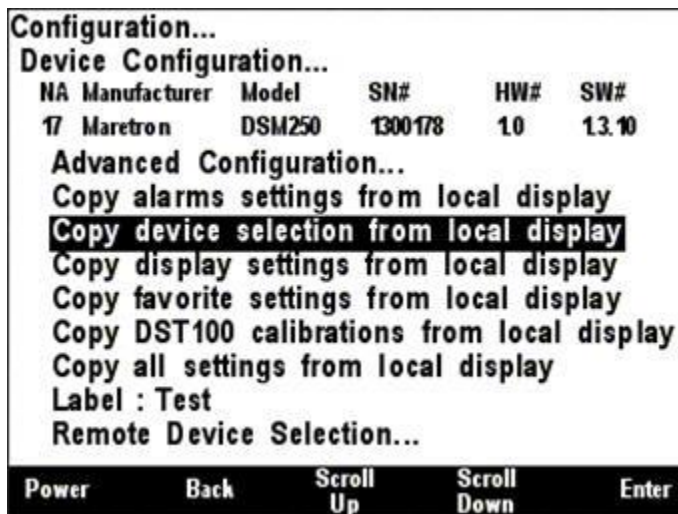 Configuration...
Device Configuration...
NA Manufacturer Model SN# HW# SW#
17 Maretron DSM250 1300178 1.0 1.3.10
Advanced Configuration...
Copy alarms settings from local display
Copy device selection from local display
Copy display settings from local display
Copy favorite settings from local display
Copy DST100 calibrations from local display
Copy all settings from local display
Label : Test
Remote Device Selection...
Power Back Scroll Up Scroll Down Enter